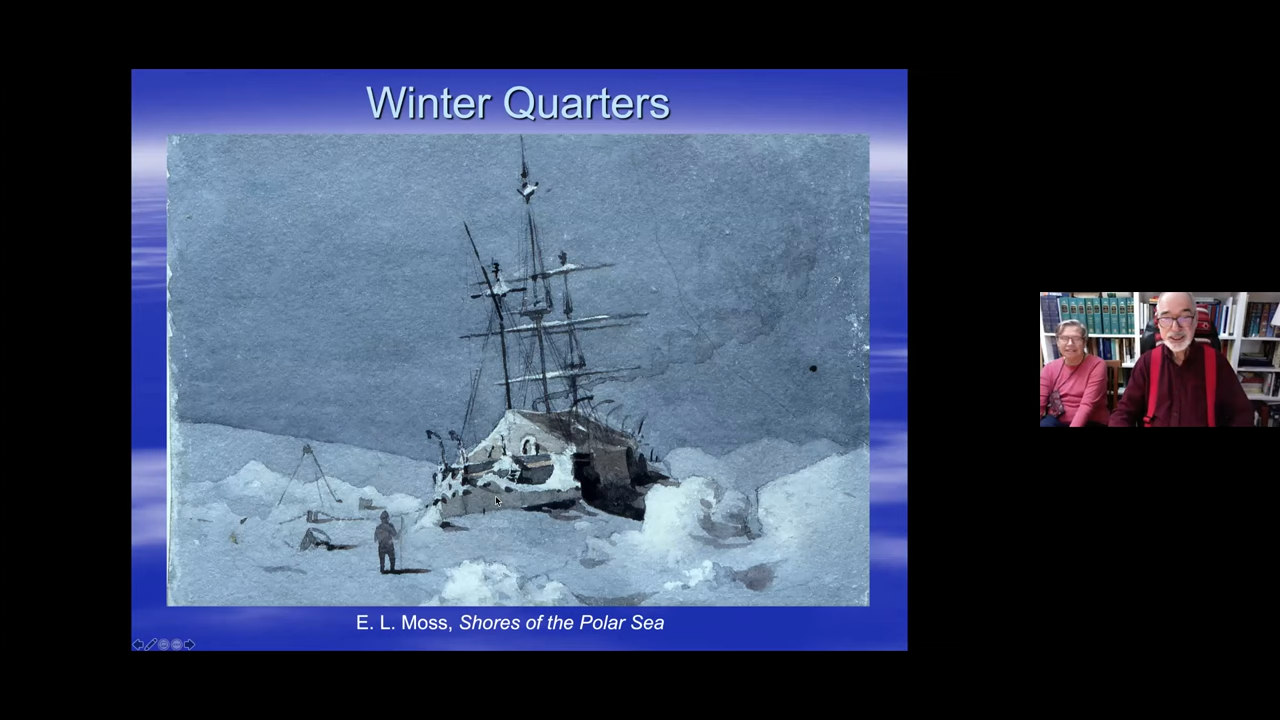 Winter Quarters
E. L. Moss, Shores of the Polar Sea